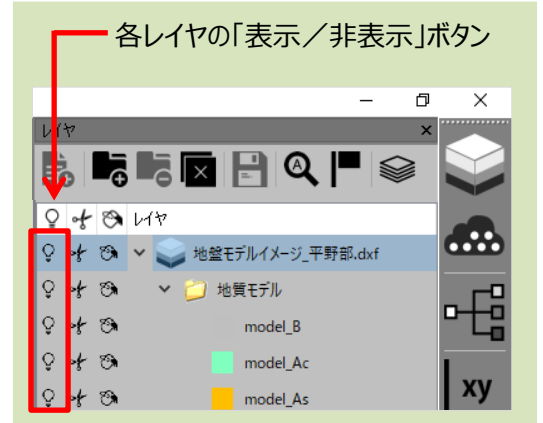 各レイヤの「表示／非表示」ボタン
レイヤ
レイヤ
地盤モデルイメージ_平野部.dxf
地質モデル
model_B
model_Ac
model_As
xy